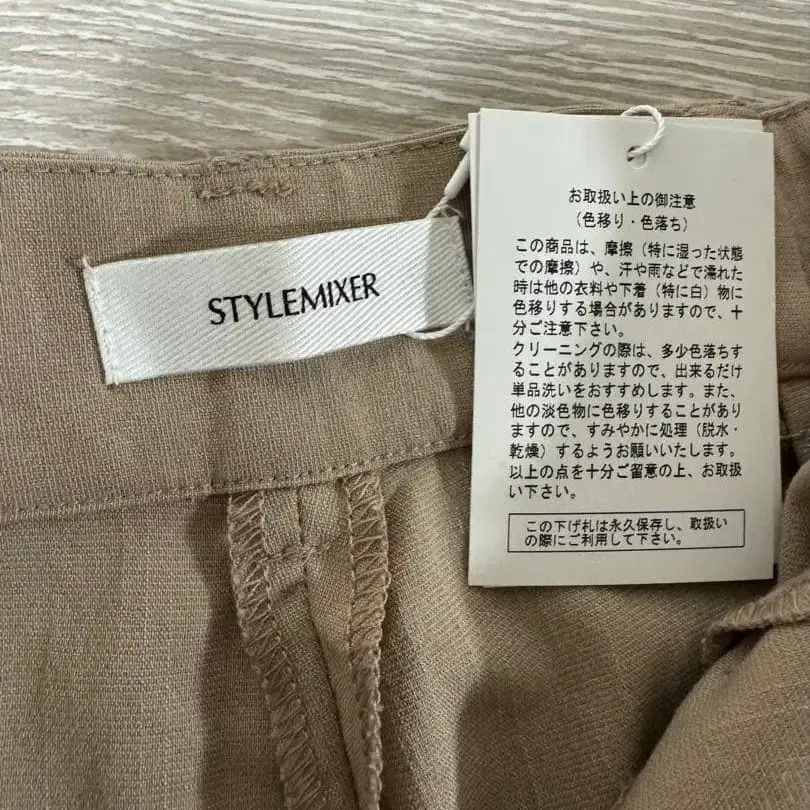 STYLEMIXER
お取扱い上の御注意
（色移り・色落ち）
この商品は、摩擦（特に湿った状態
での摩擦）や、汗や雨などで濡れた
時は他の衣料や下着（特に白）物に
色移りする場合がありますので、十
分ご注意下さい。
クリーニングの際は、多少色落ちす
ることがありますので、出来るだけ
単品洗いをおすすめします。また、
他の淡色物に色移りすることがあり
ますので、すみやかに処理（脱水・
乾燥）するようお願いいたします。
以上の点を十分ご留意の上、お取扱
い下さい。
この下げ札は永久保存し、取扱い
の際にご利用して下さい。